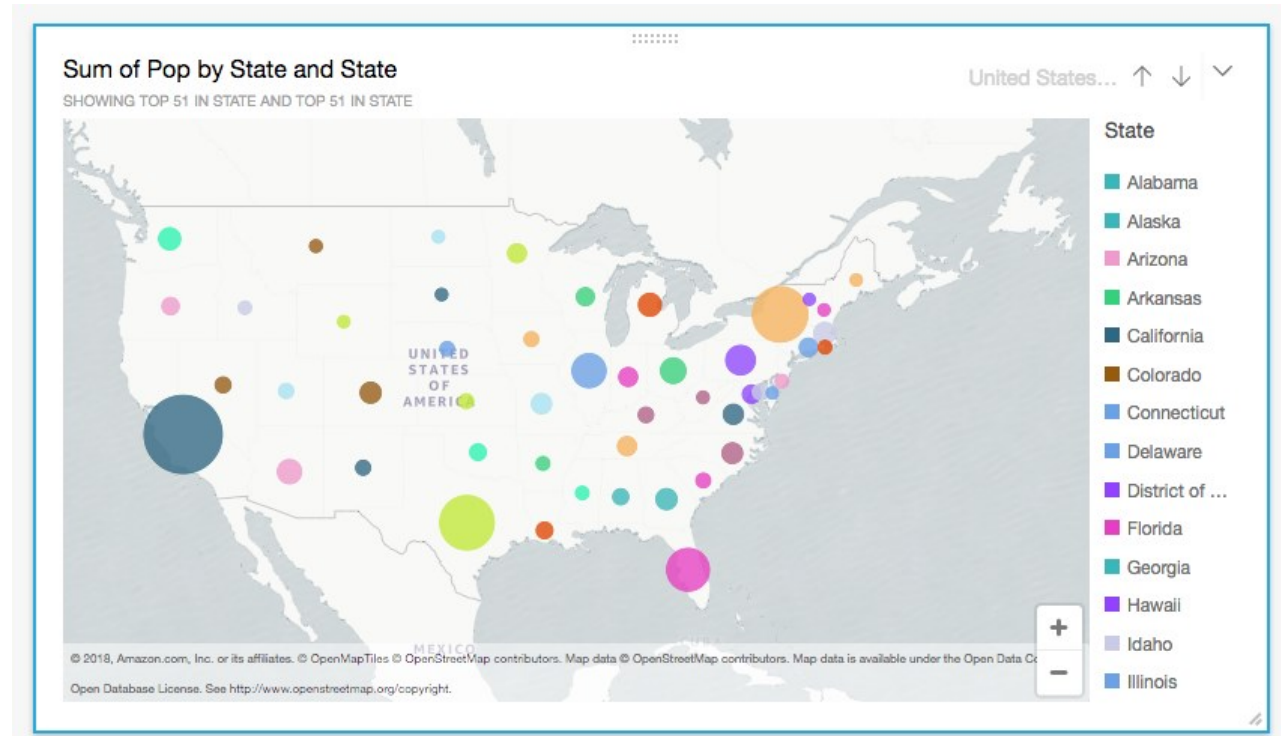 Sum of Pop by State and State
SHOWING TOP 51 IN STATE AND TOP 51 IN STATE
United States...
State
Alabama
Alaska
Arizona
Arkansas
California
Colorado
Connecticut
Delaware
District of ...
Florida
Georgia
Hawaii
Idaho
Illinois
UNITED
STATES
OF
AMERICA
MEXICO
+
−
© 2018, Amazon.com, Inc. or its affiliates. © OpenMapTiles © OpenStreetMap contributors. Map data © OpenStreetMap contributors. Map data is available under the Open Data Co
Open Database License. See http://www.openstreetmap.org/copyright.